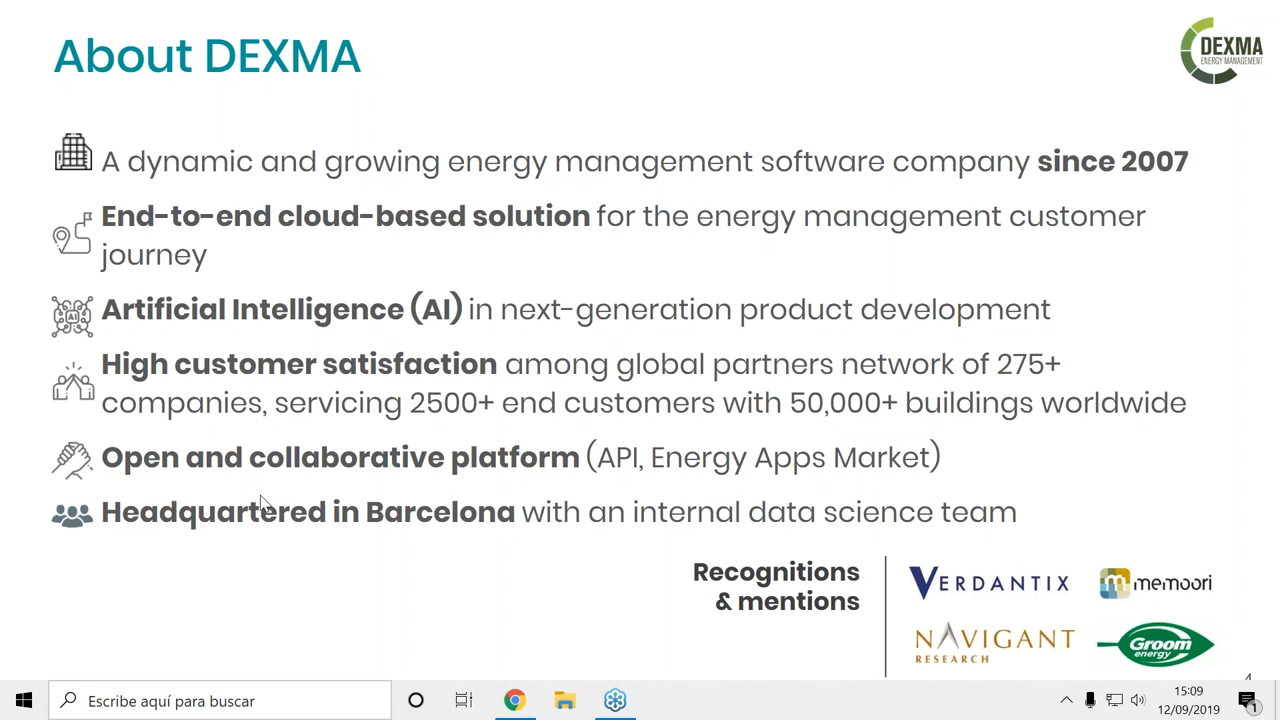 About DEXMA
DEXMA
ENERGY MANAGEMENT
A dynamic and growing energy management software company since 2007
End-to-end cloud-based solution for the energy management customer
journey
AI
Artificial Intelligence (AI) in next-generation product development
High customer satisfaction among global partners network of 275+
companies, servicing 2500+ end customers with 50,000+ buildings worldwide
Open and collaborative platform (API, Energy Apps Market)
Headquartered in Barcelona with an internal data science team
Recognitions
& mentions
VERDANTIX
memoori
NAVIGANT
RESEARCH
Groom
energy
4
Escribe aquí para buscar
15:09
12/09/2019
1